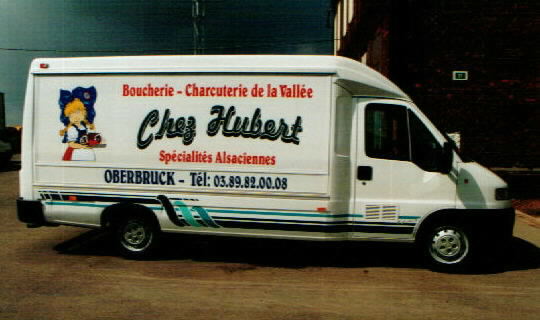 Boucherie - Charcuterie de la Vallée
Chez Hubert
Spécialités Alsaciennes
OBERBRUCK - Tél: 03.89.82.00.08